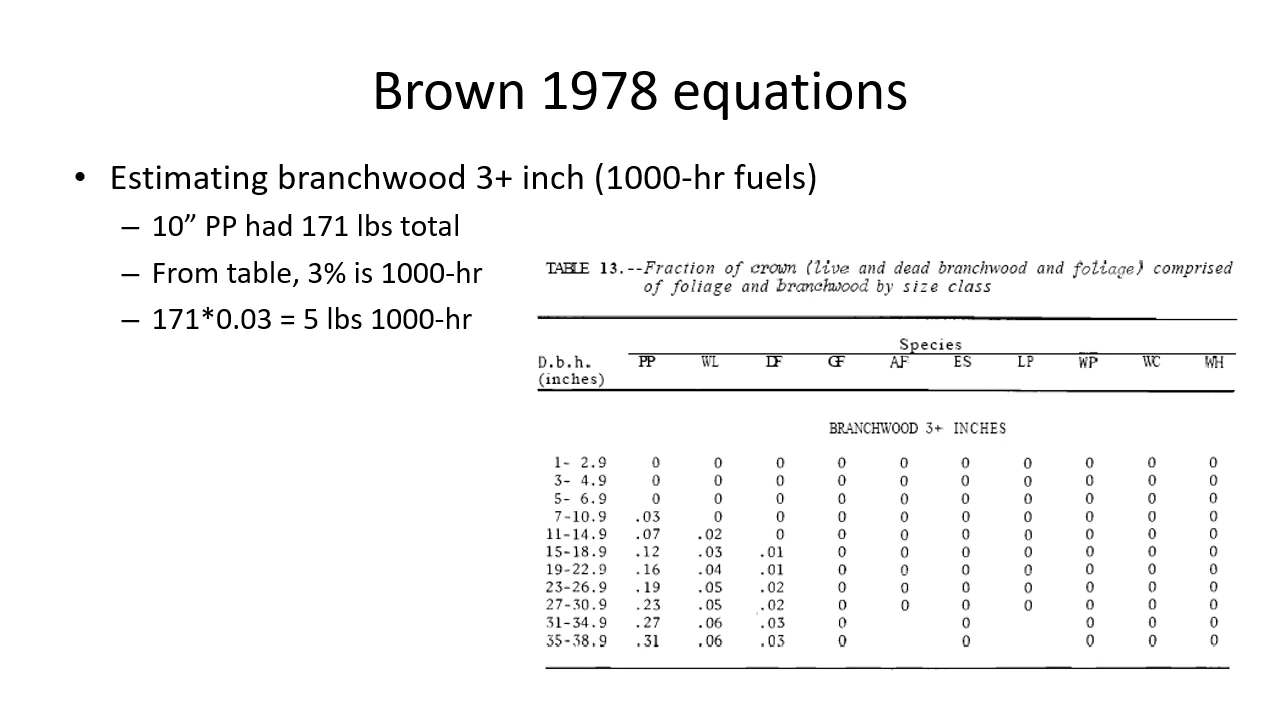 Brown 1978 equations
• Estimating branchwood 3+ inch (1000-hr fuels)
– 10” PP had 171 lbs total
– From table, 3% is 1000-hr
– 171*0.03 = 5 lbs 1000-hr
TABLE 13.--Fraction of crown (live and dead branchwood and foliage) comprised
of foliage and branchwood by size class
Species
D.b.h. PP WL DF GF AF ES LP WP WC WH
(inches)
BRANCHWOOD 3+ INCHES
1- 2.9 0 0 0 0 0 0 0 0 0 0
3- 4.9 0 0 0 0 0 0 0 0 0 0
5- 6.9 0 0 0 0 0 0 0 0 0 0
7-10.9 .03 0 0 0 0 0 0 0 0 0
11-14.9 .07 .02 0 0 0 0 0 0 0 0
15-18.9 .12 .03 .01 0 0 0 0 0 0 0
19-22.9 .16 .04 .01 0 0 0 0 0 0 0
23-26.9 .19 .05 .02 0 0 0 0 0 0 0
27-30.9 .23 .05 .02 0 0 0 0 0 0 0
31-34.9 .27 .06 .03 0 0 0 0 0
35-38.9 .31 .06 .03 0 0 0 0 0